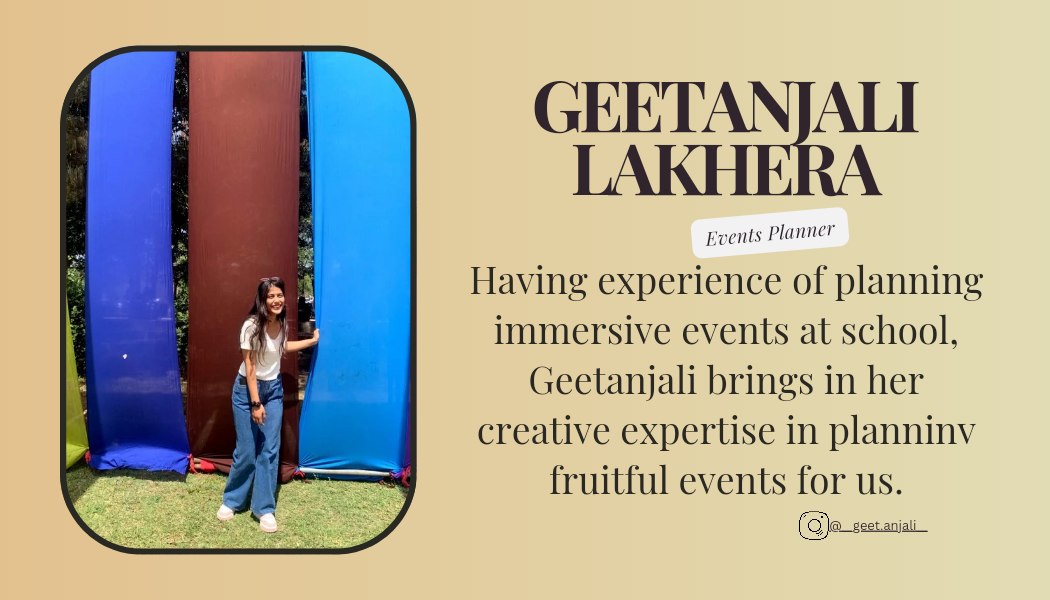 GEETANJALI
LAKHERA
Events Planner
Having experience of planning
immersive events at school,
Geetanjali brings in her
creative expertise in planninv
fruitful events for us.
@__geet.anjali__